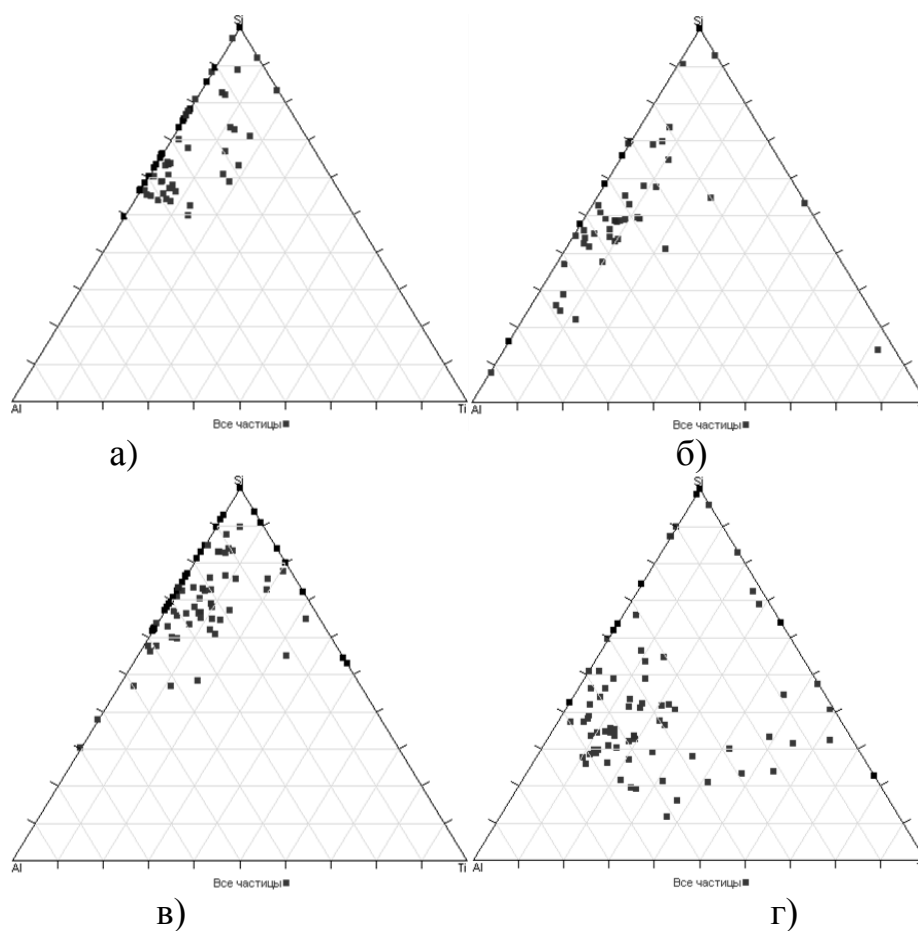 Si
Si
Al
Ti
Al
Все частицы
Все частицы
а)
б)
Si
Si
Al
Ti
Al
Все частицы
Все частицы
в)
г)